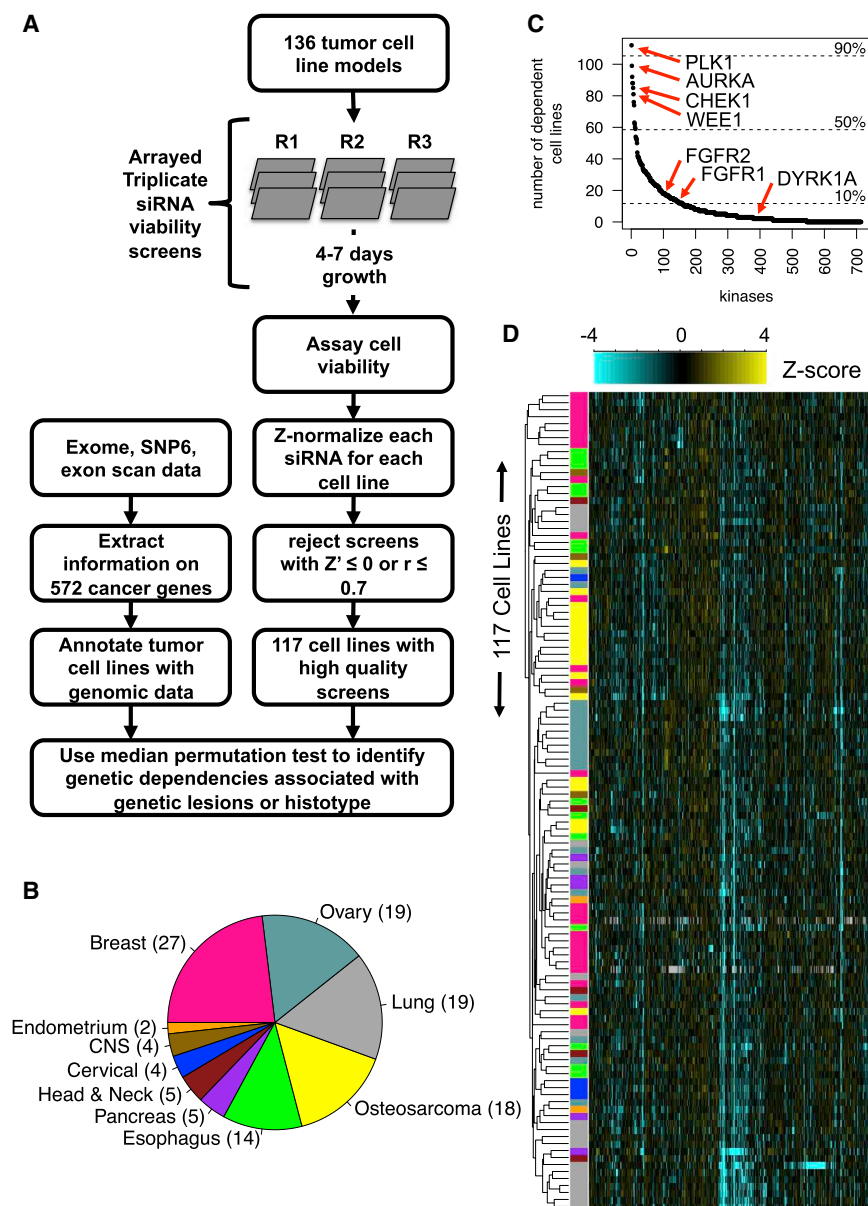 A
136 tumor cell
line models
R1 R2 R3
Arrayed
Triplicate
siRNA
viability
screens
4-7 days
growth
Assay cell
viability
Exome, SNP6,
exon scan data
Z-normalize each
siRNA for each
cell line
Extract
information on
572 cancer genes
reject screens
with Z’ ≤ 0 or r ≤
0.7
Annotate tumor
cell lines with
genomic data
117 cell lines with
high quality
screens
Use median permutation test to identify
genetic dependencies associated with
genetic lesions or histotype
B
Ovary (19)
Breast (27)
Lung (19)
Endometrium (2)
CNS (4)
Cervical (4)
Head & Neck (5)
Pancreas (5)
Esophagus (14)
Osteosarcoma (18)
C
number of dependent
cell lines
100
80
60
40
20
0
90%
50%
10%
PLK1
AURKA
CHEK1
WEE1
FGFR2
FGFR1
DYRK1A
0 100 200 300 400 500 600 700
kinases
D
-4 0 4
Z-score
117 Cell Lines